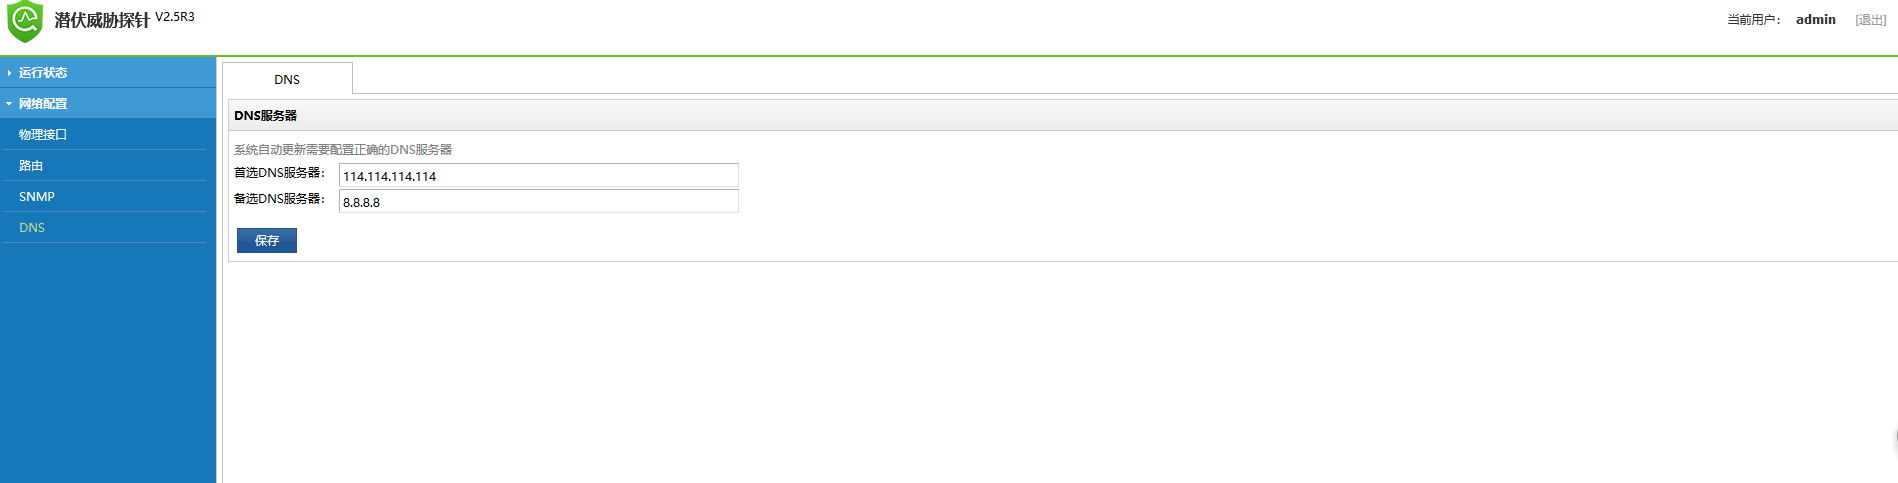 潜伏威胁探针 V2.5R3
当前用户： admin [退出]
运行状态
网络配置
物理接口
路由
SNMP
DNS
DNS
DNS服务器
系统自动更新需要配置正确的DNS服务器
首选DNS服务器： 114.114.114.114
备选DNS服务器： 8.8.8.8
保存